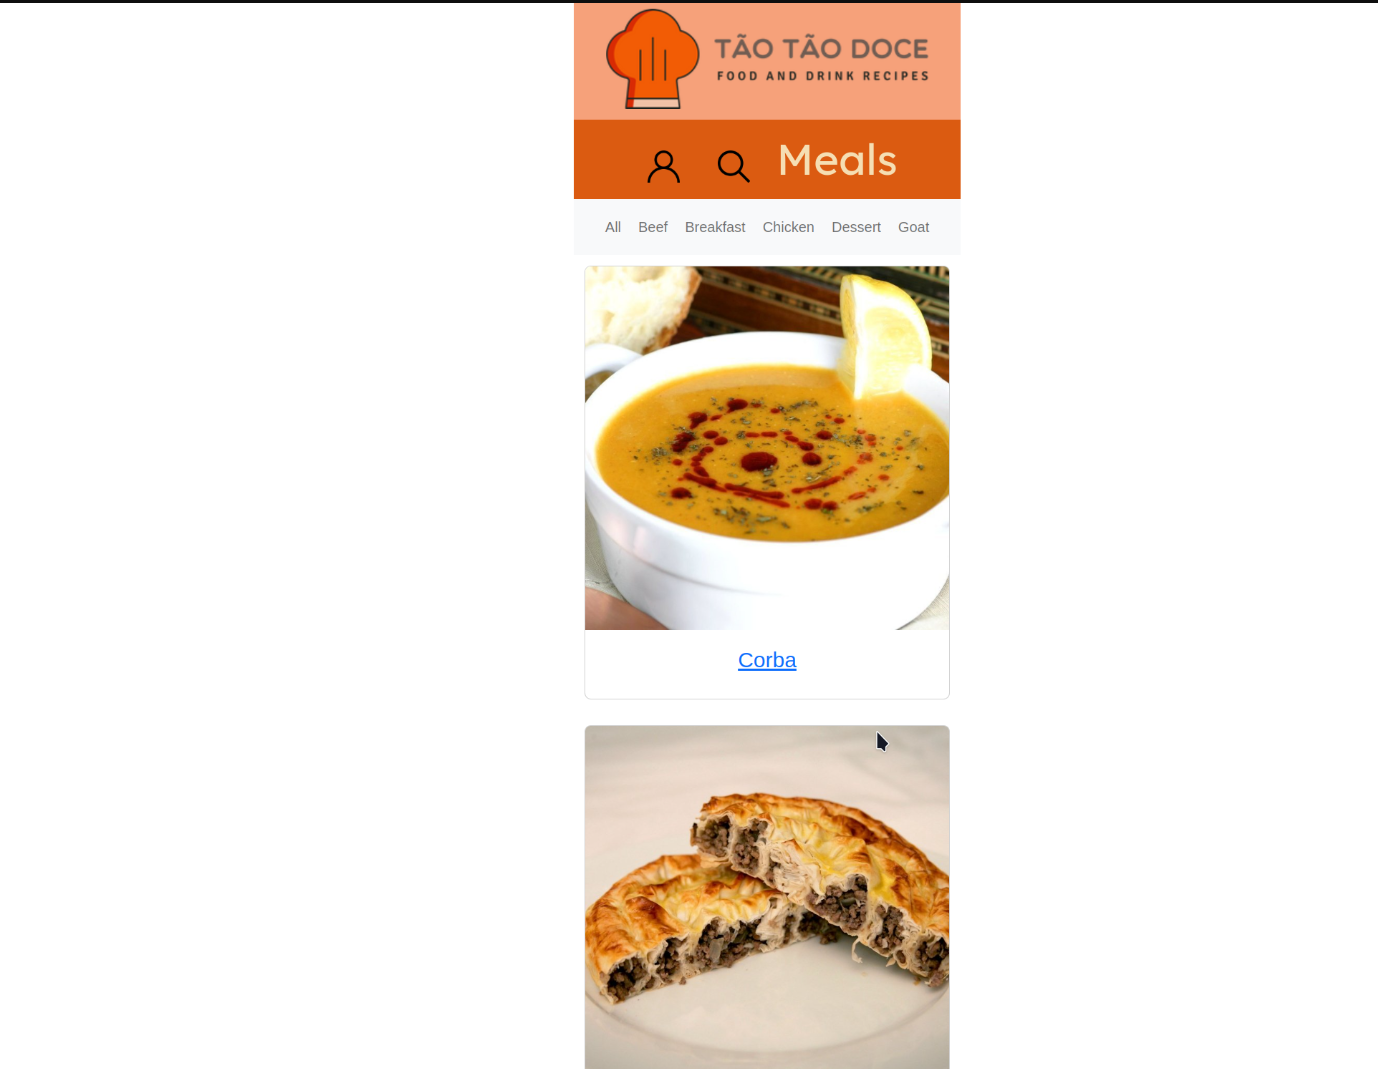 TÃO TÃO DOCE
FOOD AND DRINK RECIPES
Meals
All Beef Breakfast Chicken Dessert Goat
Corba